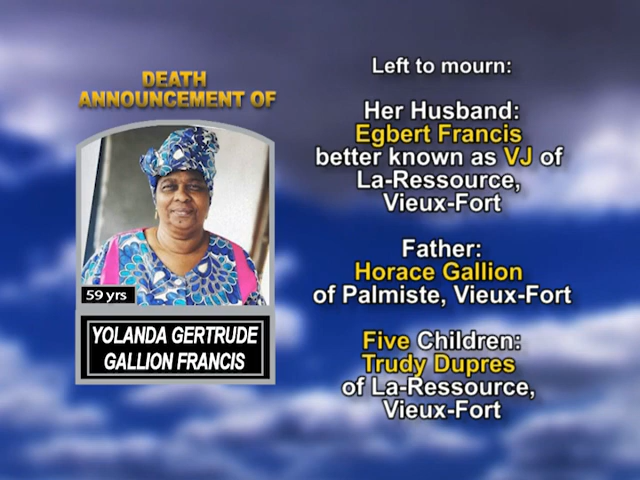 DEATH
ANNOUNCEMENT OF
59 yrs
YOLANDA GERTRUDE
GALLION FRANCIS
Left to mourn:
Her Husband:
Egbert Francis
better known as VJ of
La-Ressource,
Vieux-Fort
Father:
Horace Gallion
of Palmiste, Vieux-Fort
Five Children:
Trudy Dupres
of La-Ressource,
Vieux-Fort